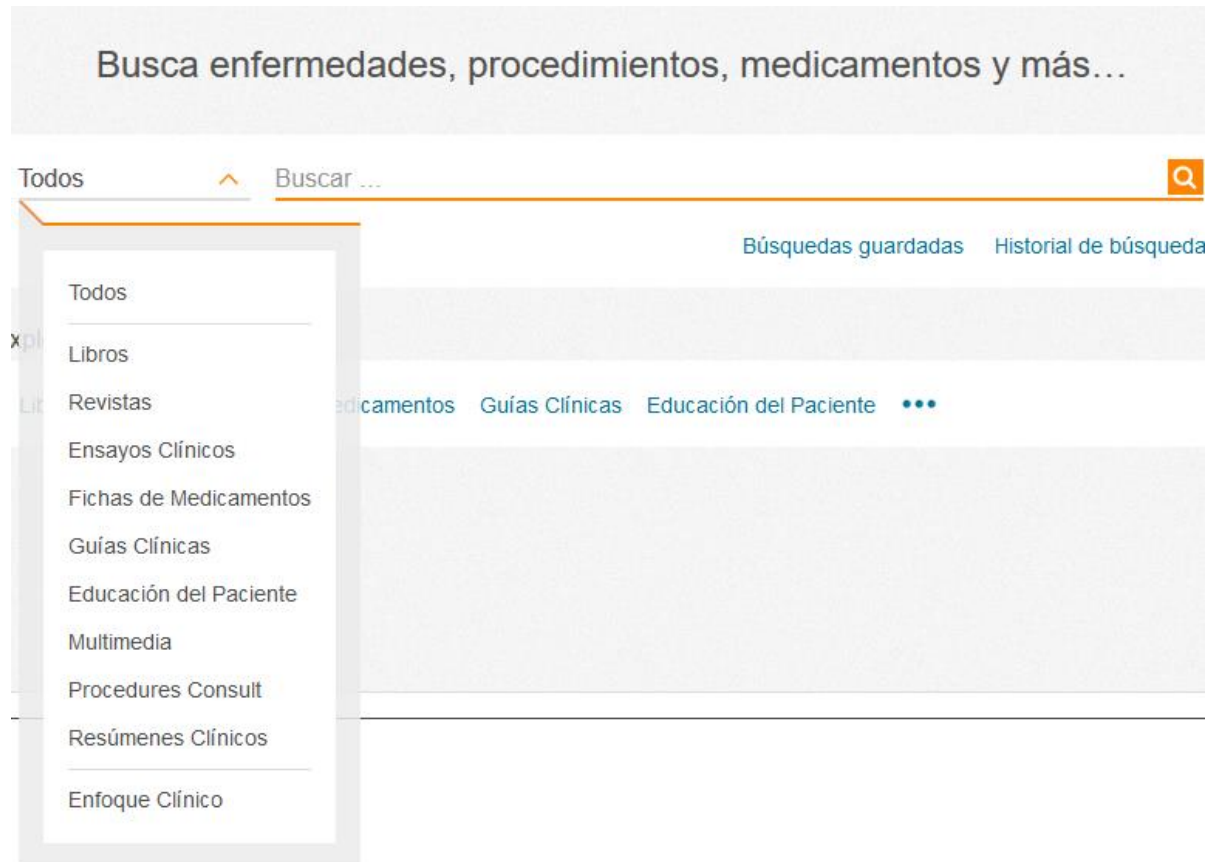 Busca enfermedades, procedimientos, medicamentos y más…
Todos Buscar ...
Búsquedas guardadas Historial de búsqueda
Todos
Libros
Revistas
Ensayos Clínicos
Fichas de Medicamentos
Guías Clínicas
Educación del Paciente
Multimedia
Procedures Consult
Resúmenes Clínicos
Enfoque Clínico
Guías Clínicas Educación del Paciente •••